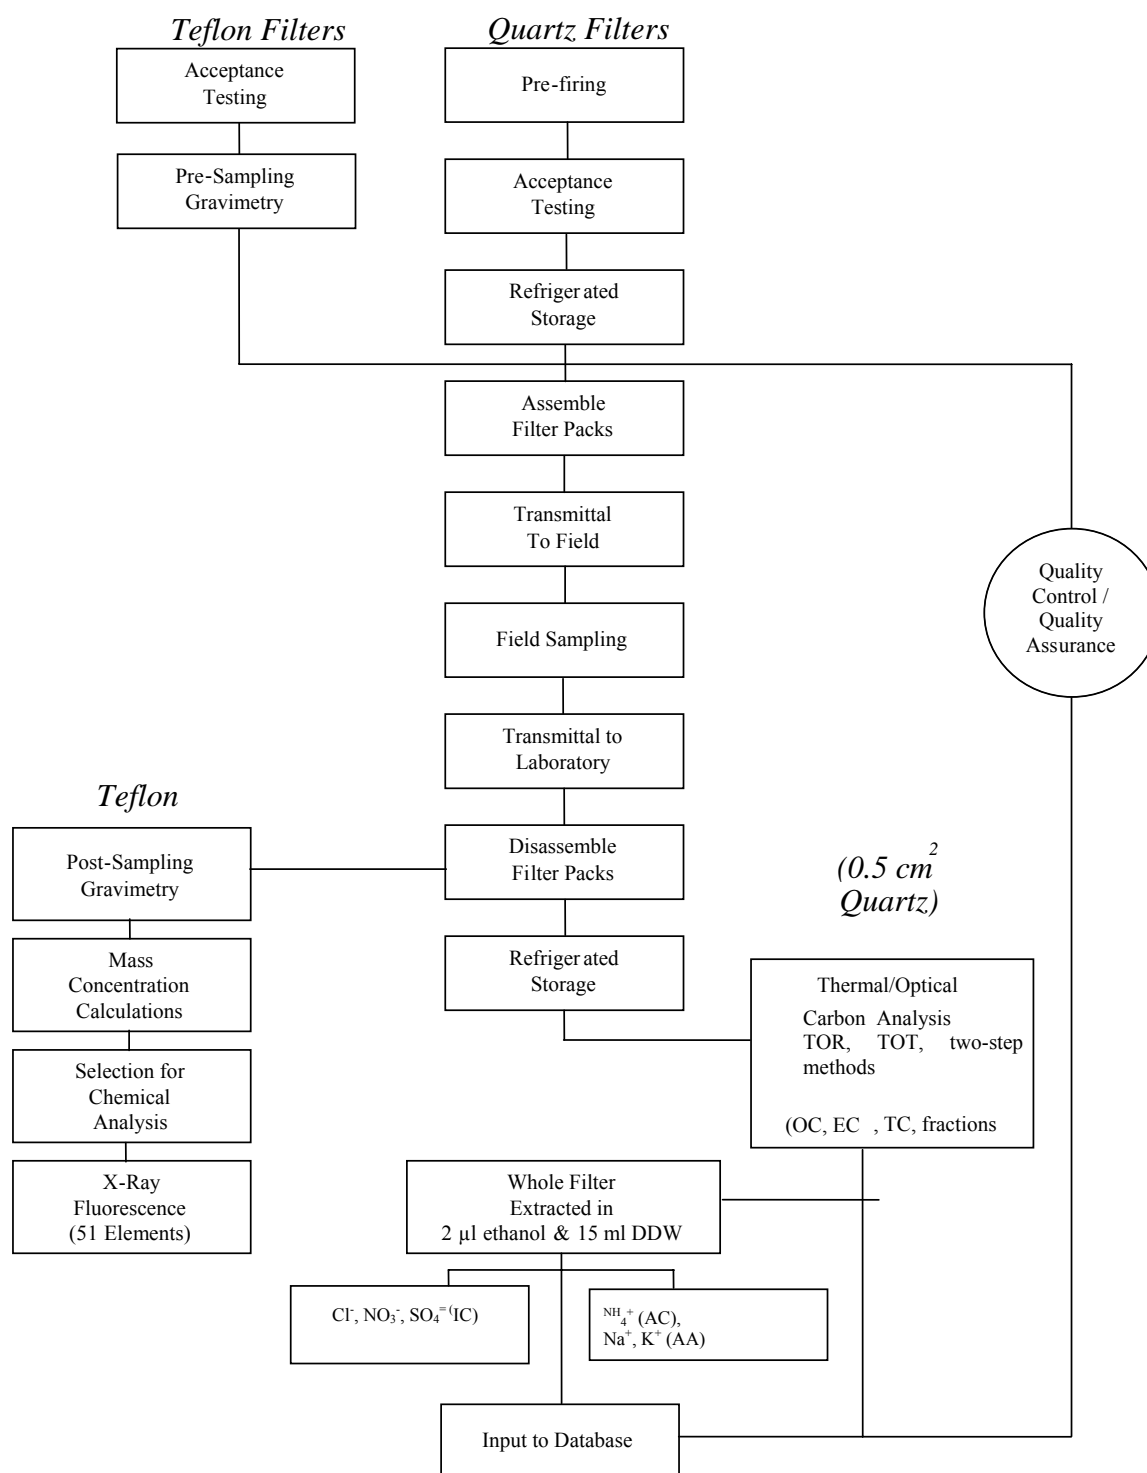 Teflon Filters
Quartz Filters
Acceptance
Testing
Pre-firing
Pre-Sampling
Gravimetry
Acceptance
Testing
Refrigerated
Storage
Assemble
Filter Packs
Transmittal
To Field
Quality
Control /
Quality
Assurance
Field Sampling
Transmittal to
Laboratory
Teflon
Post-Sampling
Gravimetry
Disassemble
Filter Packs
(0.5 cm²
Quartz)
Mass
Concentration
Calculations
Refrigerated
Storage
Thermal/Optical
Carbon Analysis
TOR, TOT, two-step
methods
(OC, EC , TC, fractions
Selection for
Chemical
Analysis
X-Ray
Fluorescence
(51 Elements)
Whole Filter
Extracted in
2 µl ethanol & 15 ml DDW
Cl⁻, NO₃⁻, SO₄⁼ ⁽IC)
NH₄⁺ (AC),
Na⁺, K⁺ (AA)
Input to Database